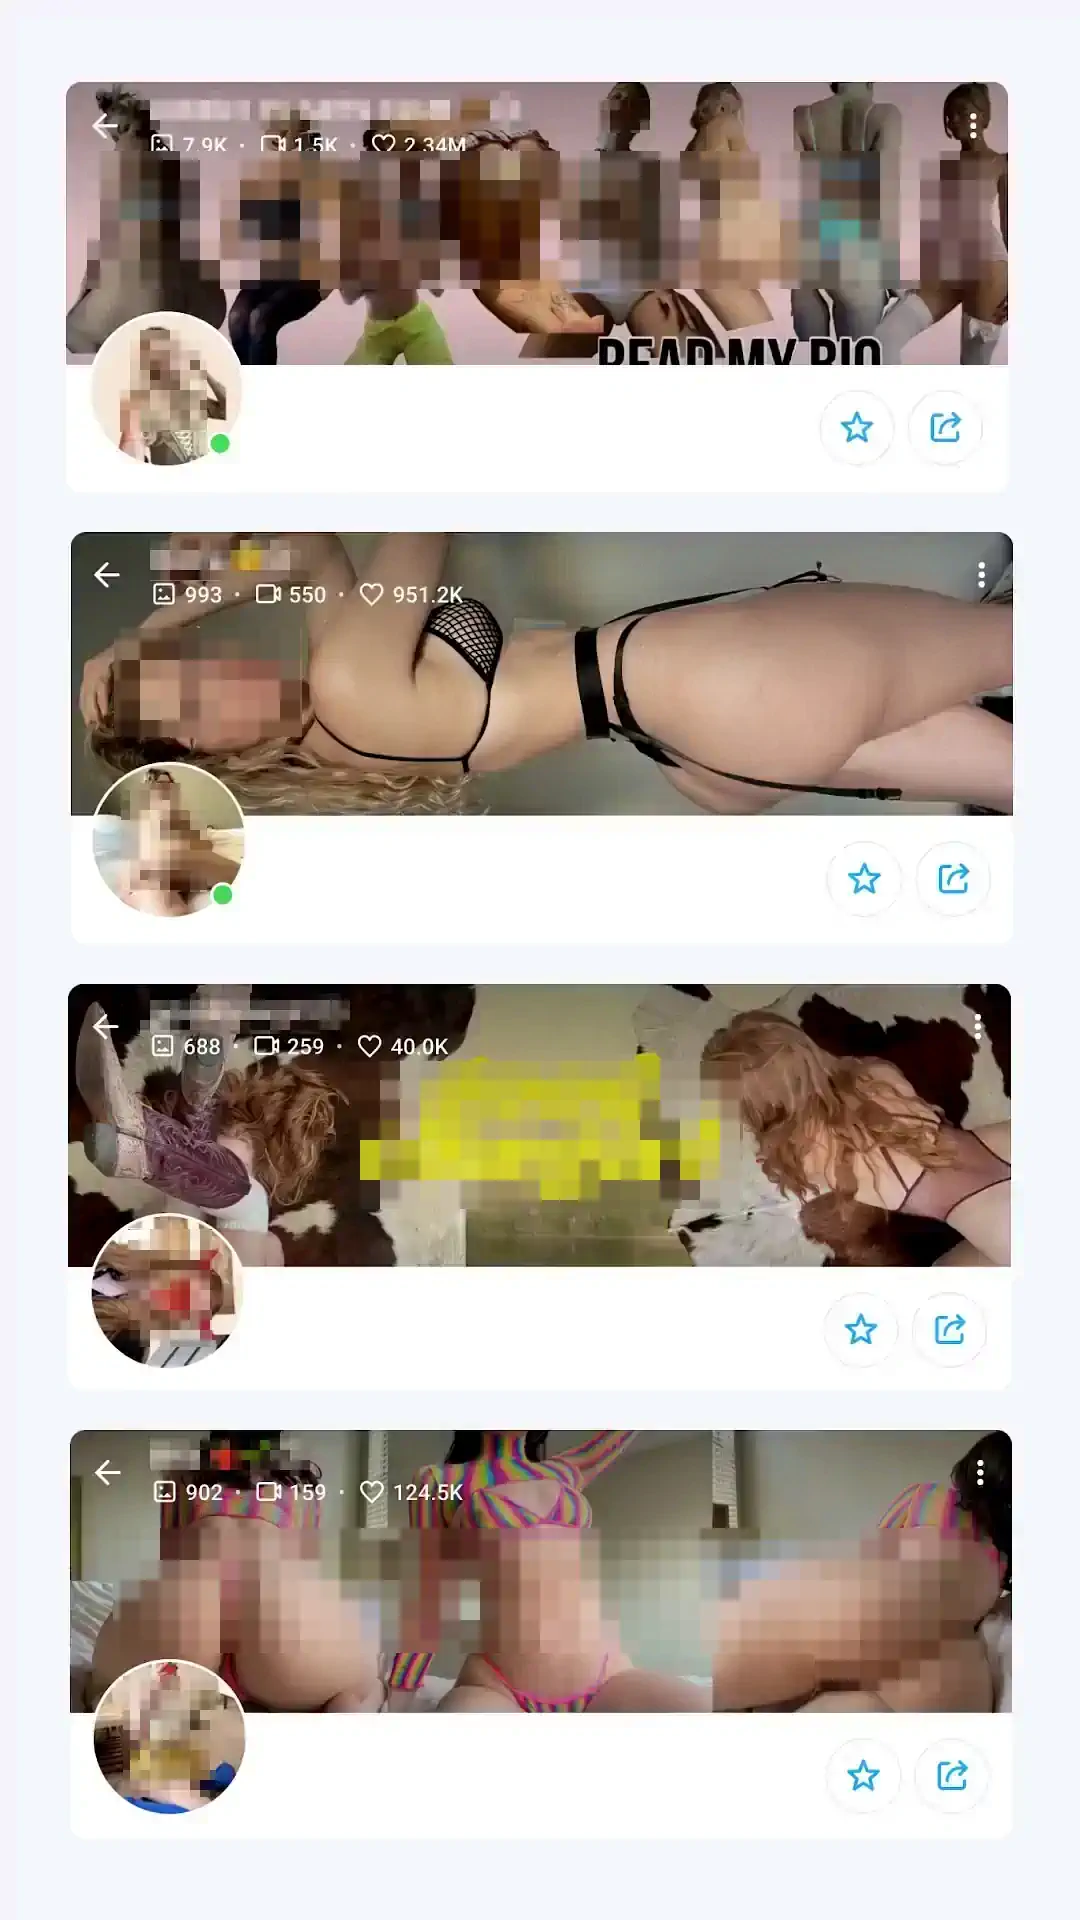 7.9K · 1.5K · 2.34M
READ MY BIO
993 · 550 · 951.2K
688 · 259 · 40.0K
902 · 159 · 124.5K